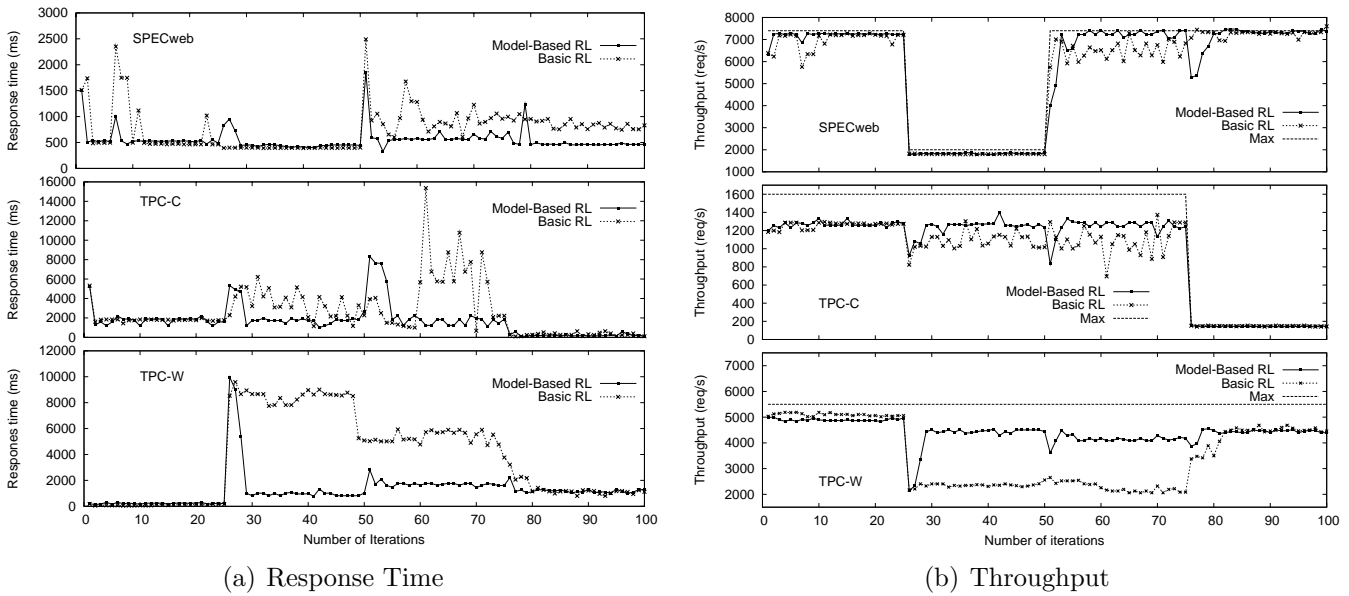 3000
2500
2000
1500
1000
500
0
Response time (ms)
SPECweb
Model-Based RL
Basic RL
16000
14000
12000
10000
8000
6000
4000
2000
0
Response time (ms)
TPC-C
Model-Based RL
Basic RL
12000
10000
8000
6000
4000
2000
0
Respones time (ms)
TPC-W
Model-Based RL
Basic RL
0 10 20 30 40 50 60 70 80 90 100
Number of Iterations
(a) Response Time
8000
7000
6000
5000
4000
3000
2000
1000
Throughput (req/s)
SPECweb
Model-Based RL
Basic RL
Max
1600
1400
1200
1000
800
600
400
200
0
Throughput (req/s)
TPC-C
Model-Based RL
Basic RL
Max
7000
6000
5000
4000
3000
2000
Throughput (req/s)
TPC-W
Model-Based RL
Basic RL
Max
0 10 20 30 40 50 60 70 80 90 100
Number of iterations
(b) Throughput